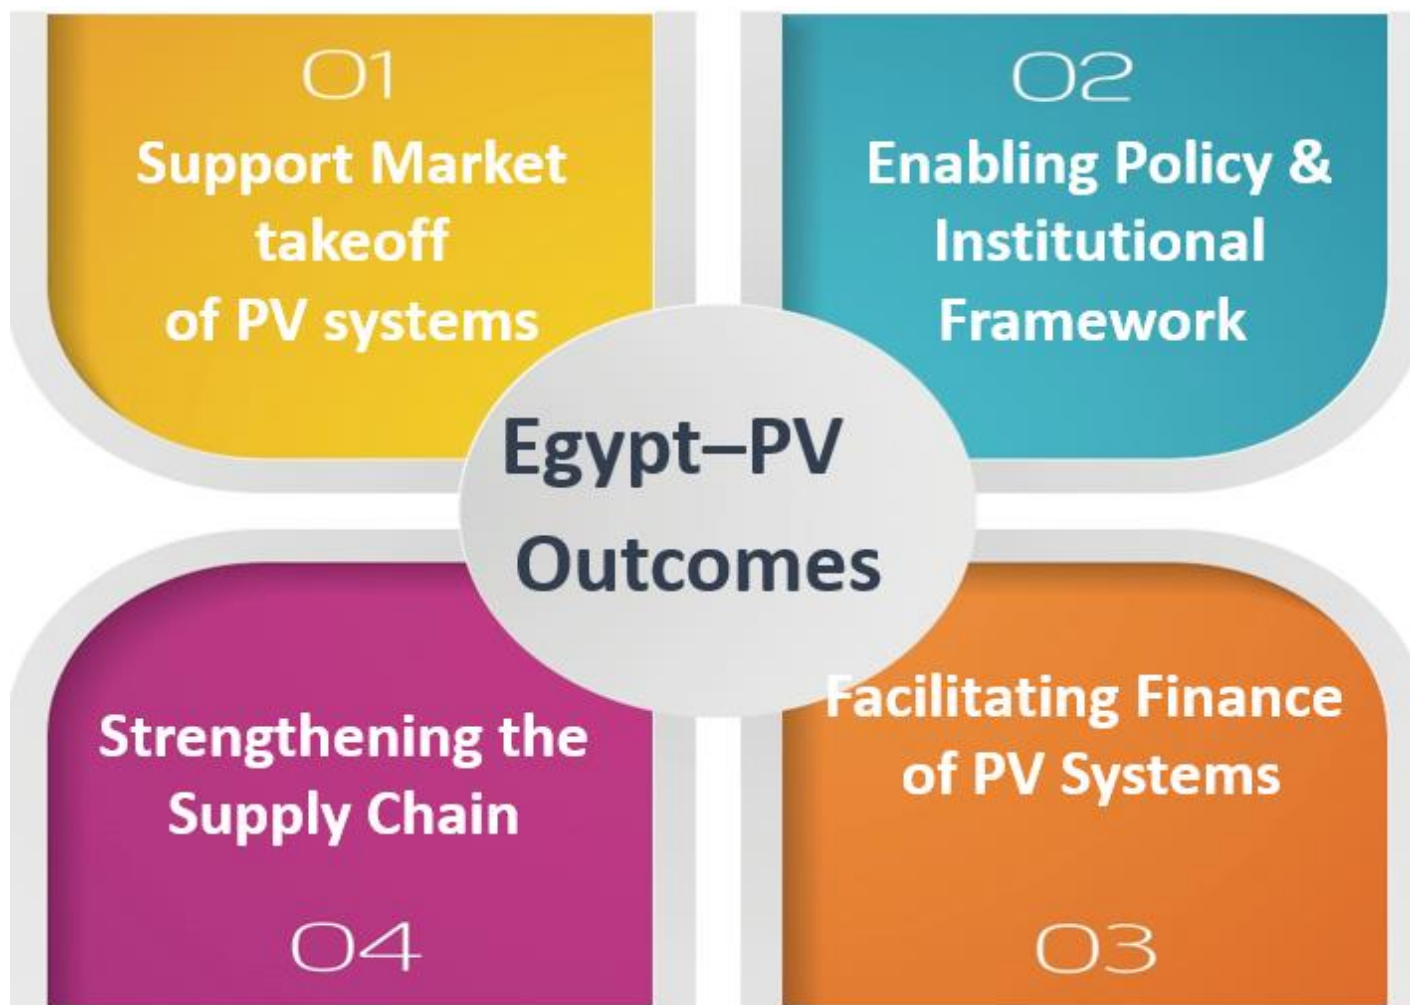 01
Support Market
takeoff
of PV systems
02
Enabling Policy &
Institutional
Framework
Egypt–PV
Outcomes
Strengthening the
Supply Chain
04
Facilitating Finance
of PV Systems
03